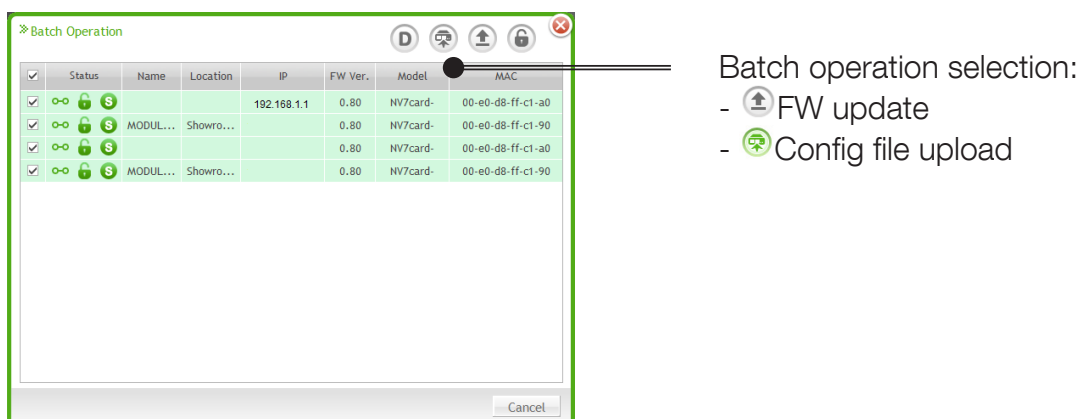 Batch Operation
D
Status Name Location IP FW Ver. Model MAC
S 192.168.1.1 0.80 NV7card- 00-e0-d8-ff-c1-a0
S MODUL... Showro... 0.80 NV7card- 00-e0-d8-ff-c1-90
S 0.80 NV7card- 00-e0-d8-ff-c1-a0
S MODUL... Showro... 0.80 NV7card- 00-e0-d8-ff-c1-90
Cancel
Batch operation selection:
- FW update
- Config file upload